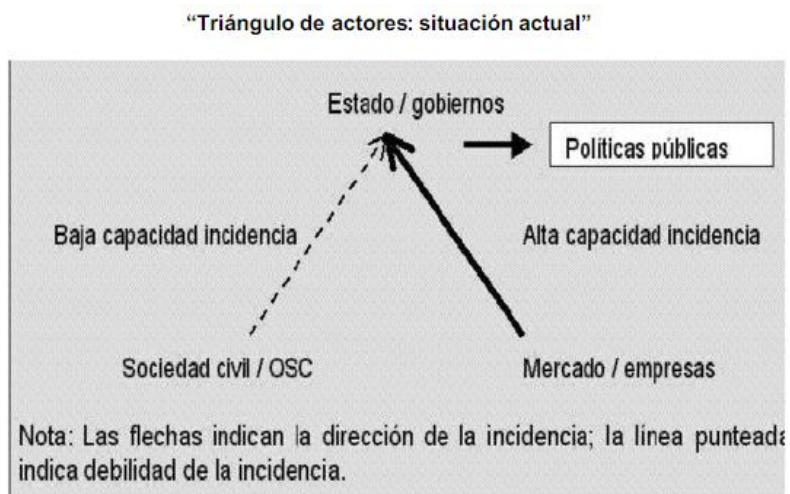 “Triángulo de actores: situación actual”
Estado / gobiernos
Políticas públicas
Baja capacidad incidencia
Alta capacidad incidencia
Sociedad civil / OSC
Mercado / empresas
Nota: Las flechas indican la dirección de la incidencia; la línea punteada
indica debilidad de la incidencia.